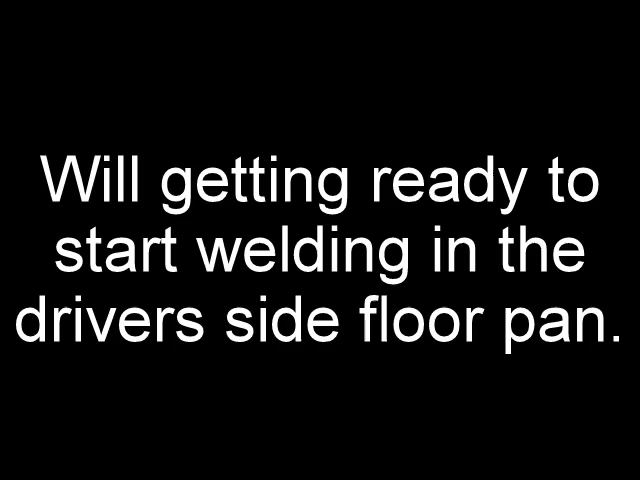 Will getting ready to
start welding in the
drivers side floor pan.